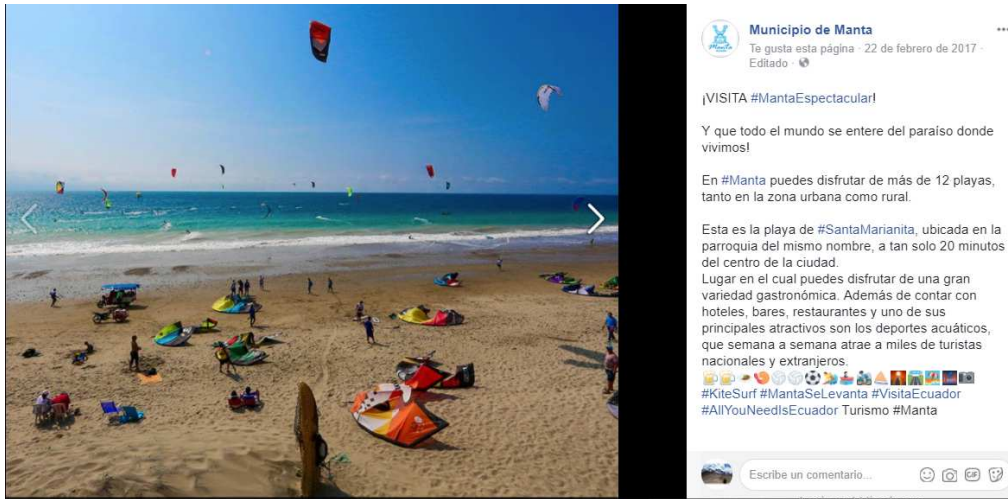 Municipio de Manta
Te gusta esta página · 22 de febrero de 2017 ·
Editado ·
¡VISITA #MantaEspectacular!
Y que todo el mundo se entere del paraíso donde
vivimos!
En #Manta puedes disfrutar de más de 12 playas,
tanto en la zona urbana como rural.
Esta es la playa de #SantaMarianita, ubicada en la
parroquia del mismo nombre, a tan solo 20 minutos
del centro de la ciudad.
Lugar en el cual puedes disfrutar de una gran
variedad gastronómica. Además de contar con
hoteles, bares, restaurantes y uno de sus
principales atractivos son los deportes acuáticos,
que semana a semana atrae a miles de turistas
nacionales y extranjeros.
#KiteSurf #MantaSeLevanta #VisitaEcuador
#AllYouNeedIsEcuador Turismo #Manta
Escribe un comentario...
GIF